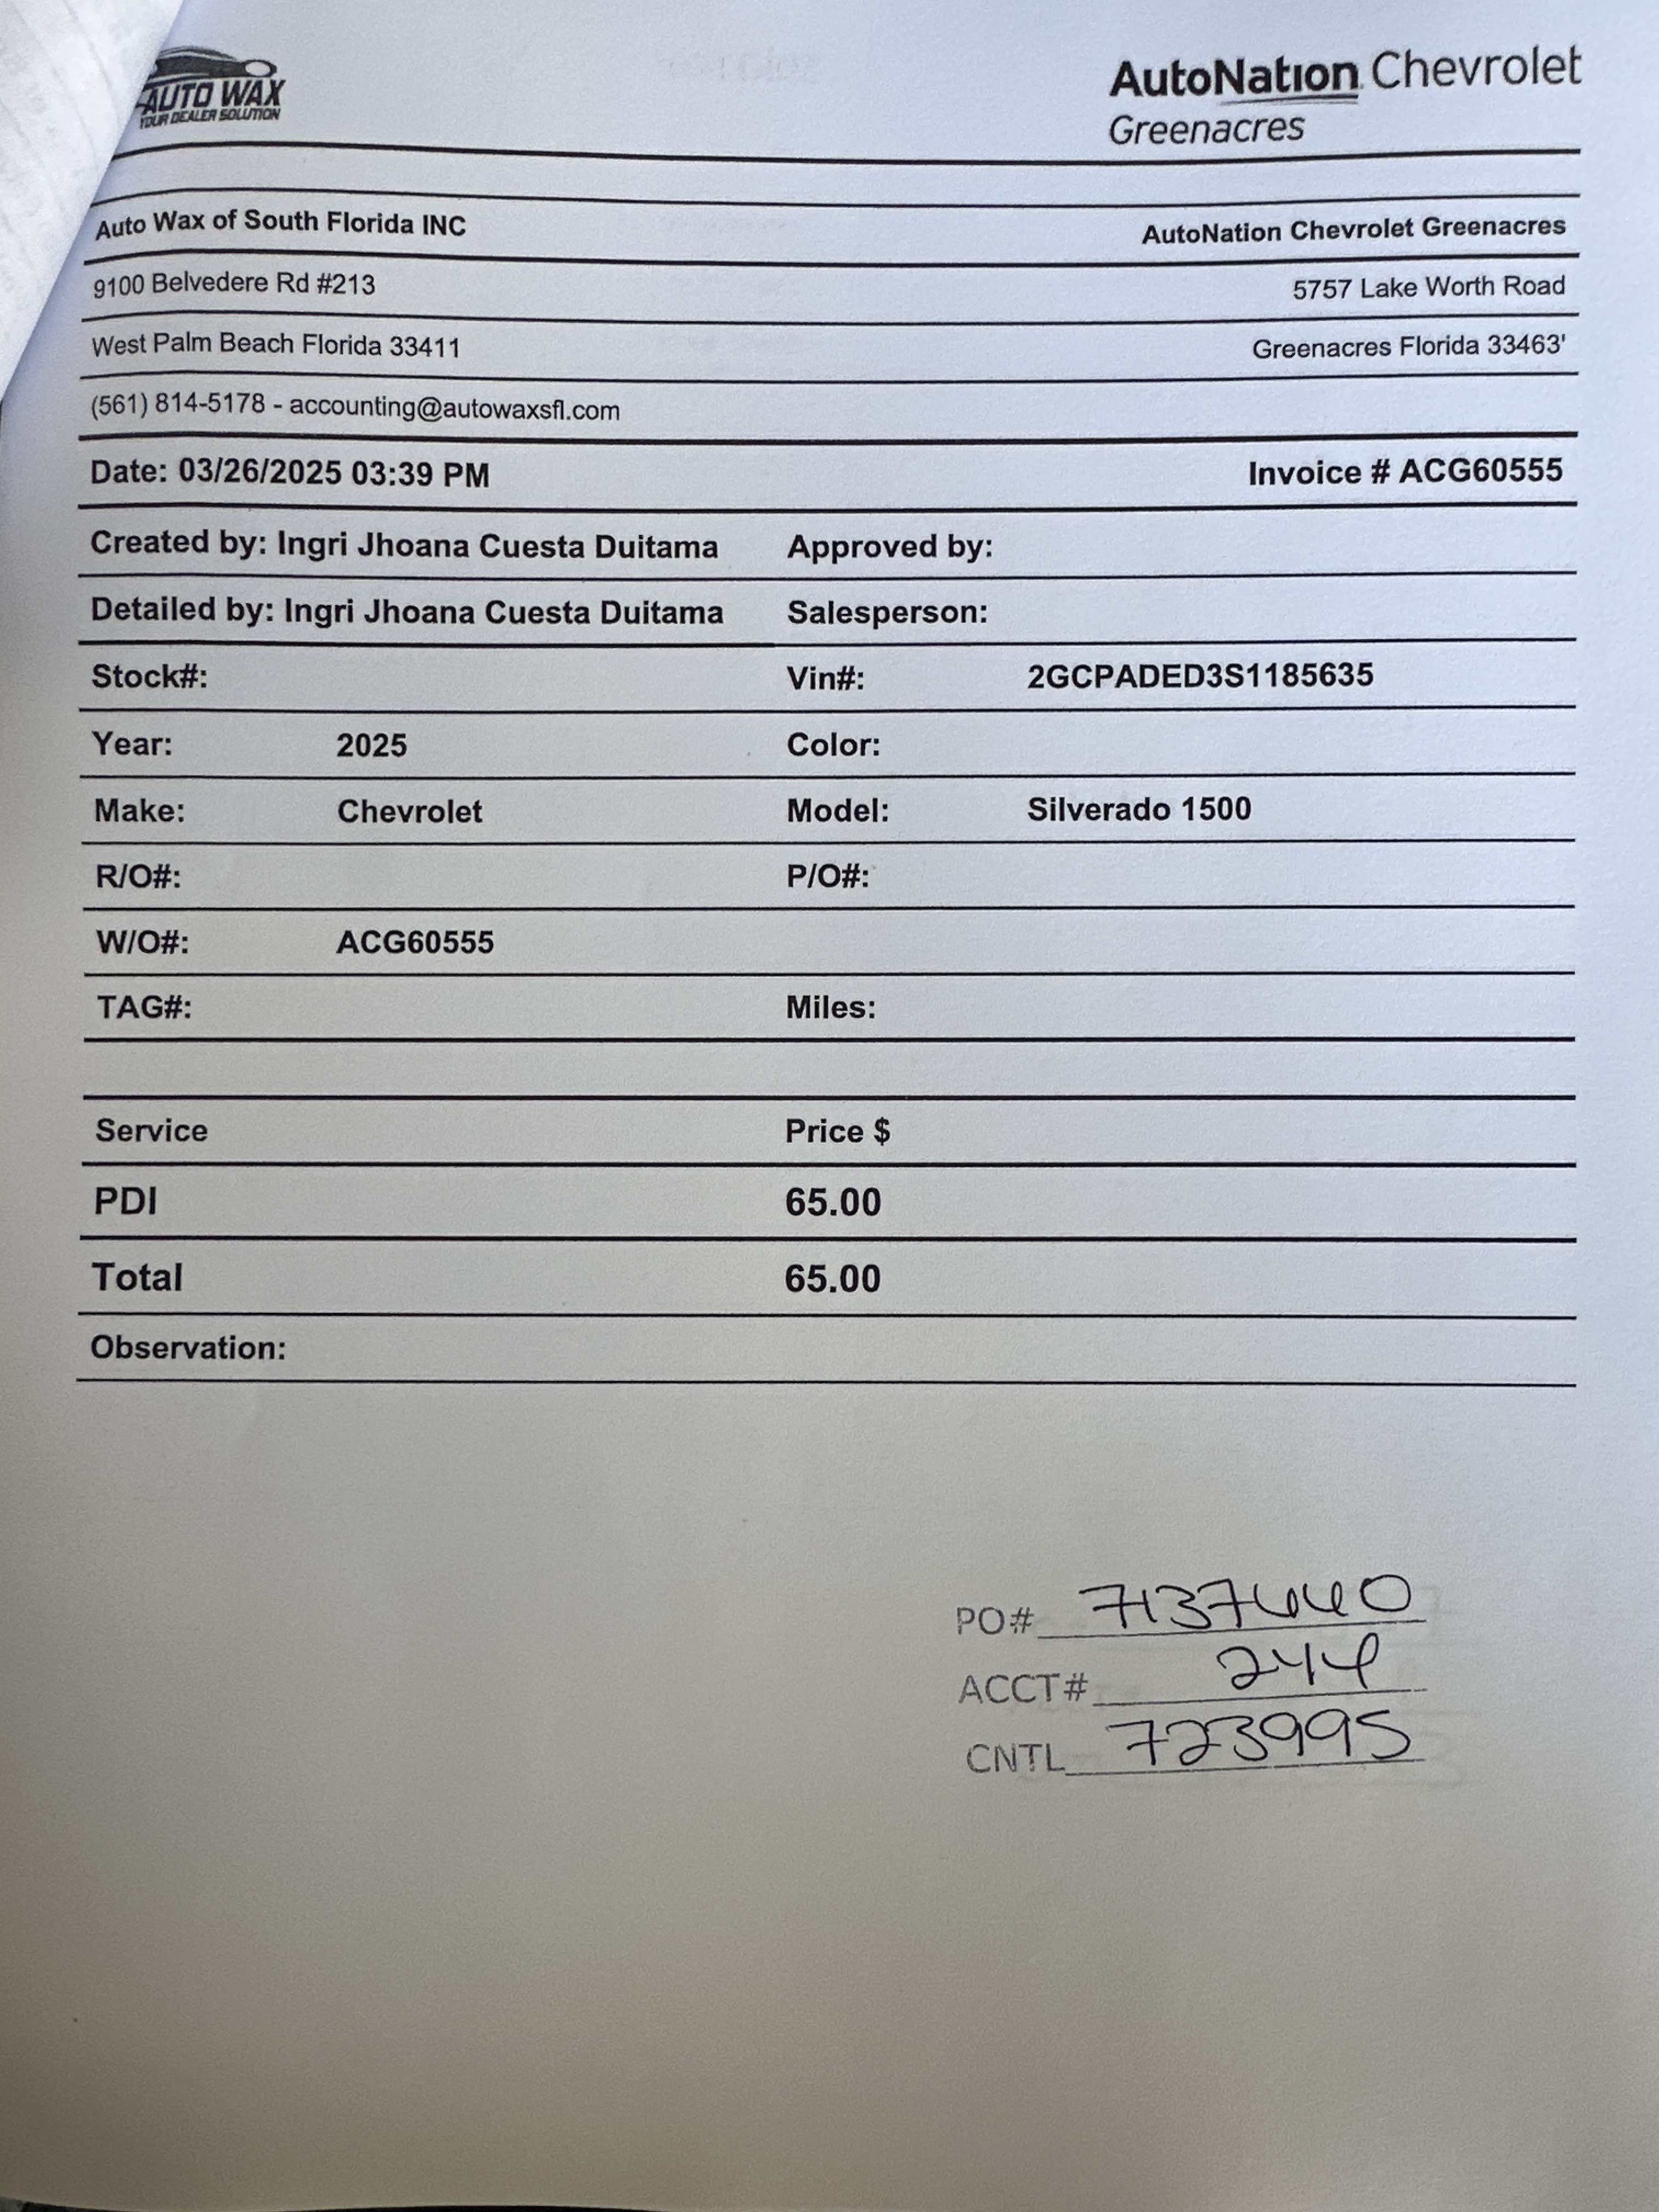 AUTO WAX
YOUR DEALER SOLUTION
AutoNation Chevrolet
Greenacres
Auto Wax of South Florida INC
AutoNation Chevrolet Greenacres
9100 Belvedere Rd #213
5757 Lake Worth Road
West Palm Beach Florida 33411
Greenacres Florida 33463'
(561) 814-5178 - accounting@autowaxsfl.com
Date: 03/26/2025 03:39 PM
Invoice # ACG60555
Created by: Ingri Jhoana Cuesta Duitama Approved by:
Detailed by: Ingri Jhoana Cuesta Duitama Salesperson:
Stock#: Vin#: 2GCPADED3S1185635
Year: 2025 Color:
Make: Chevrolet Model: Silverado 1500
R/O#: P/O#:
W/O#: ACG60555
TAG#: Miles:
Service Price $
PDI 65.00
Total 65.00
Observation:
PO# 7137440
ACCT# 244
CNTL 723995